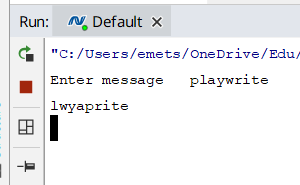 Run: Default ×
"C:/Users/emets/OneDrive/Edu/
Enter message playwrite
lwyaprite